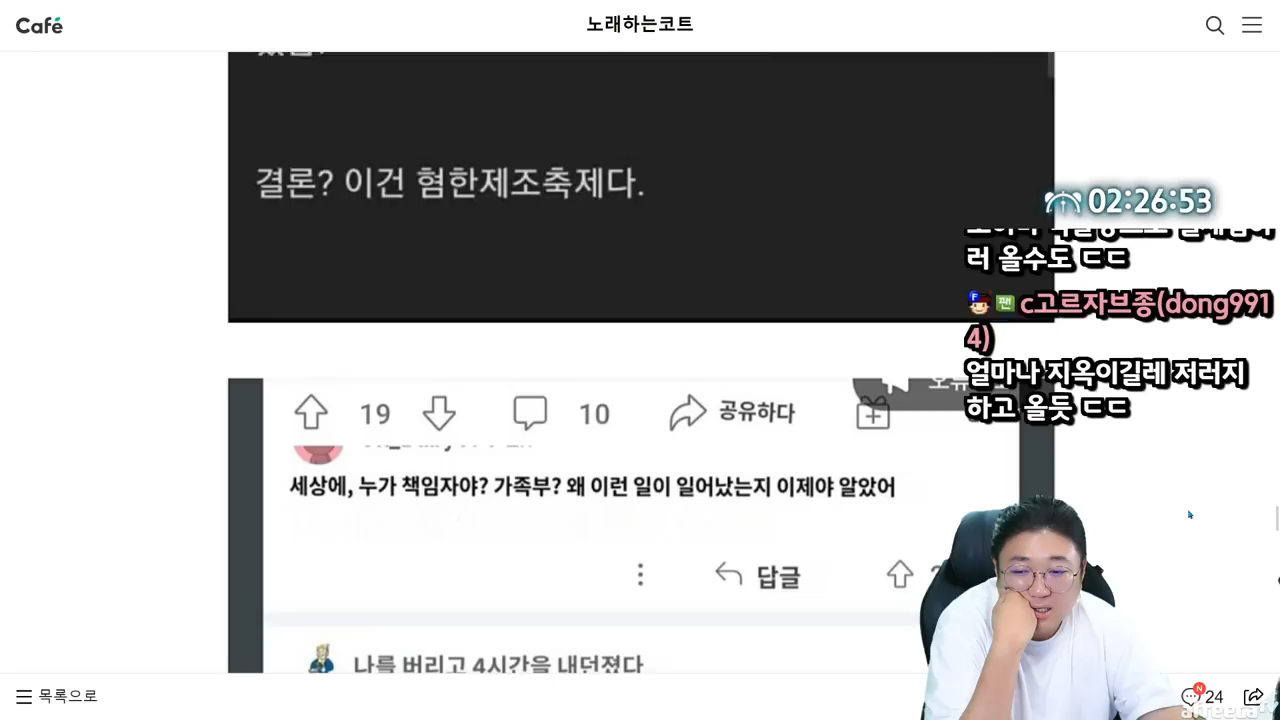 Café
노래하는코트
결론? 이건 혐한제조축제다.
02:26:53
러 올수도 ㄷㄷ
F 팬 c고르자브종(dong991
4)
얼마나 지옥이길레 저러지
하고 올듯 ㄷㄷ
19
10
공유하다
세상에, 누가 책임자야? 가족부? 왜 이런 일이 일어났는지 이제야 알았어
답글
나를 버리고 4시간을 내던졌다
목록으로
N
24
afreeca